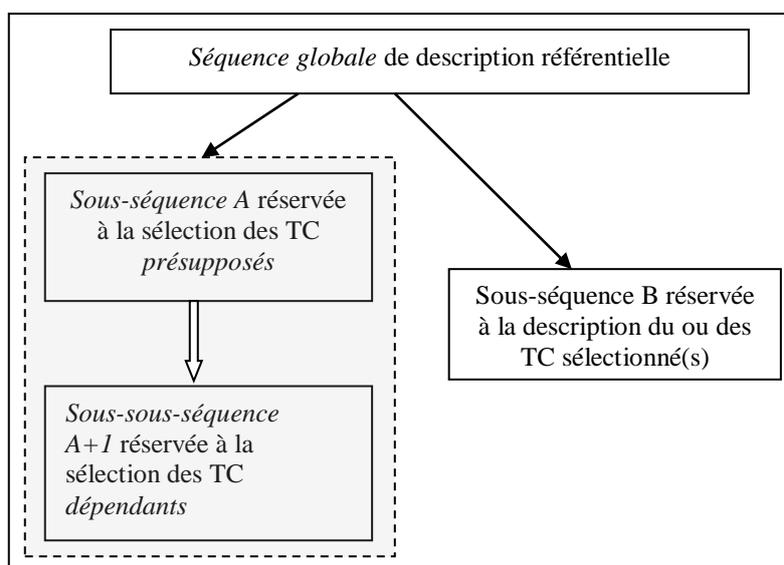 Séquence globale de description référentielle
Sous-séquence A réservée
à la sélection des TC
présupposés
Sous-séquence B réservée
à la description du ou des
TC sélectionné(s)
Sous-sous-séquence
A+1 réservée à la
sélection des TC
dépendants